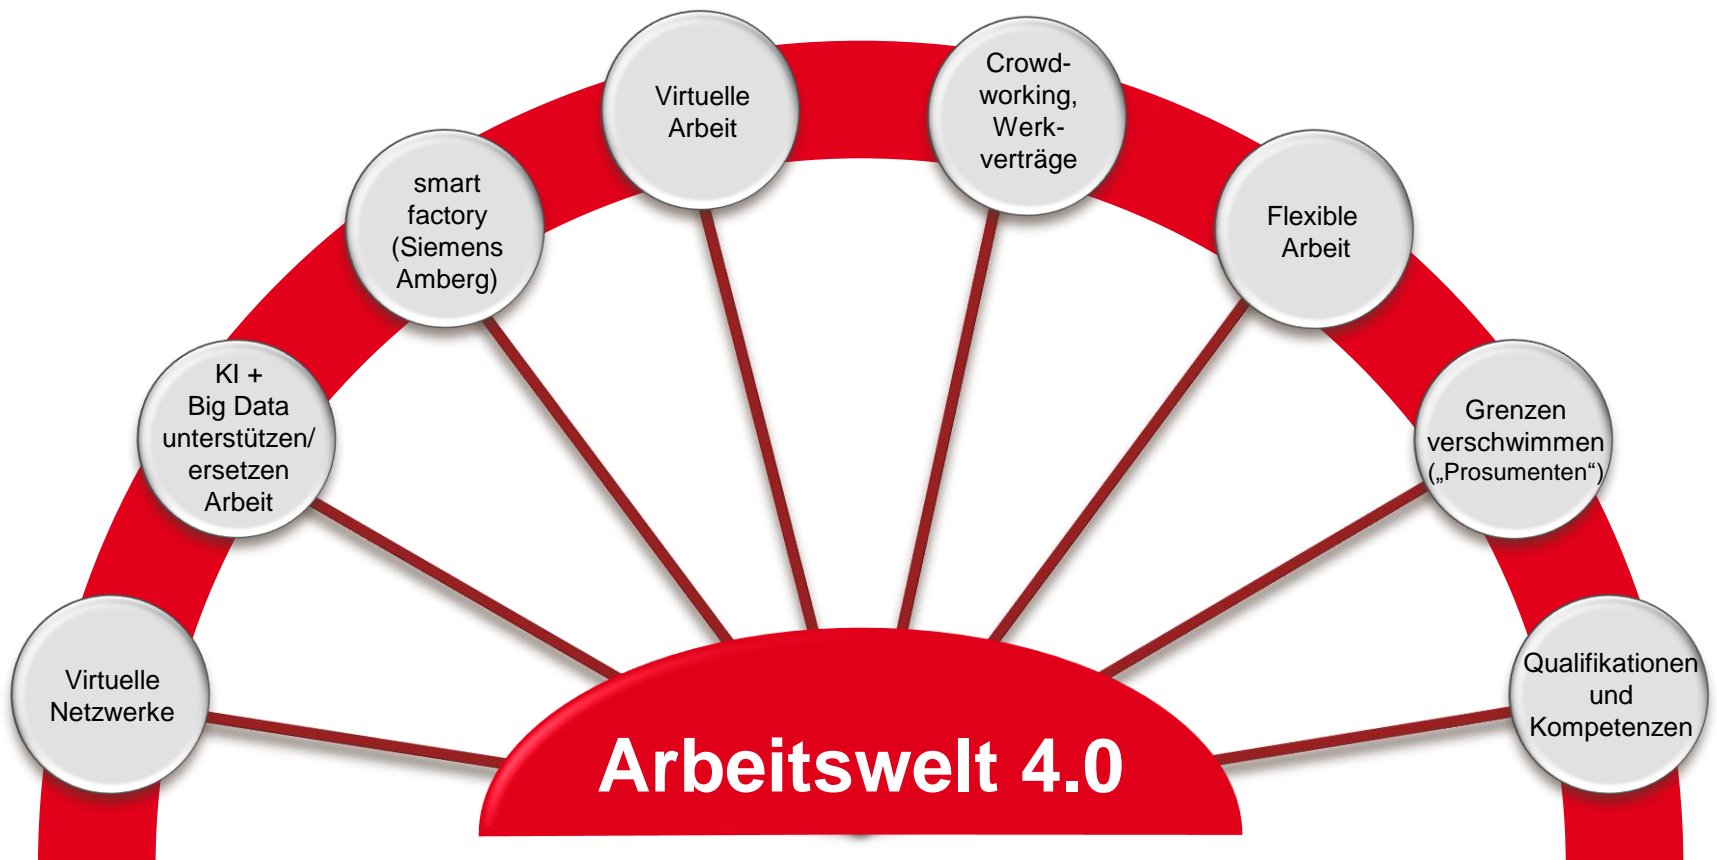 Virtuelle
Netzwerke
KI +
Big Data
unterstützen/
ersetzen
Arbeit
smart
factory
(Siemens
Amberg)
Virtuelle
Arbeit
Crowd-
working,
Werk-
verträge
Flexible
Arbeit
Grenzen
verschwimmen
(„Prosumenten“)
Qualifikationen
und
Kompetenzen
Arbeitswelt 4.0